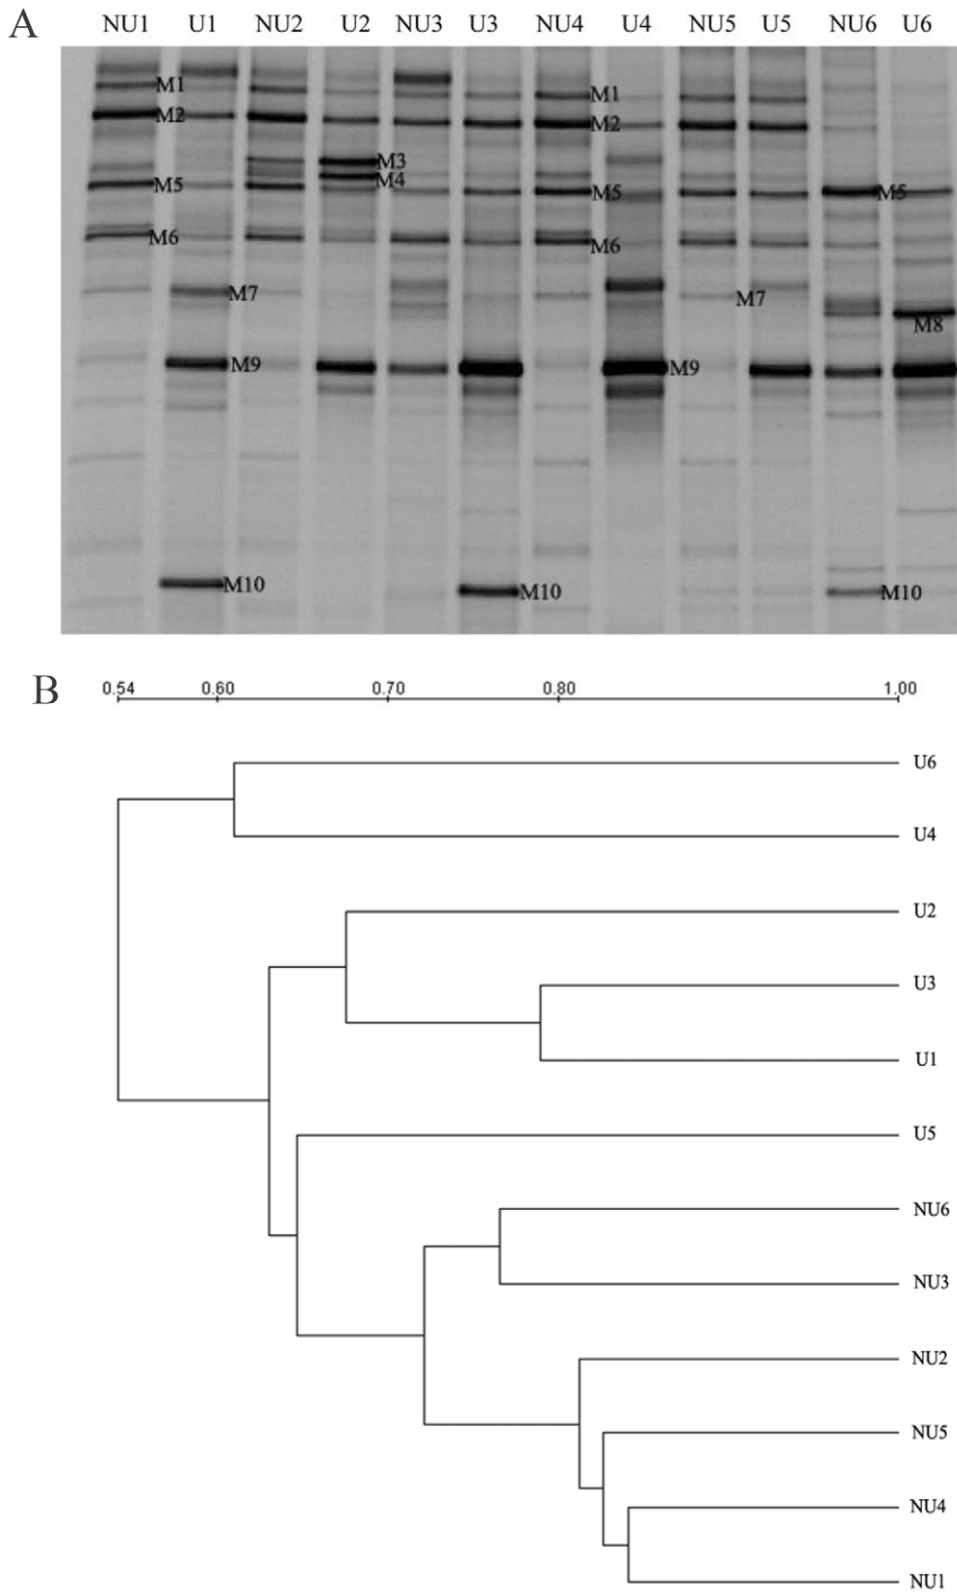 A
NU1 U1 NU2 U2 NU3 U3 NU4 U4 NU5 U5 NU6 U6
M1 M1
M2 M2
M3
M4
M5 M5 M5
M6 M6
M7 M7
M8
M9 M9
M10 M10 M10
B
0.54 0.60 0.70 0.80 1.00
U6
U4
U2
U3
U1
U5
NU6
NU3
NU2
NU5
NU4
NU1